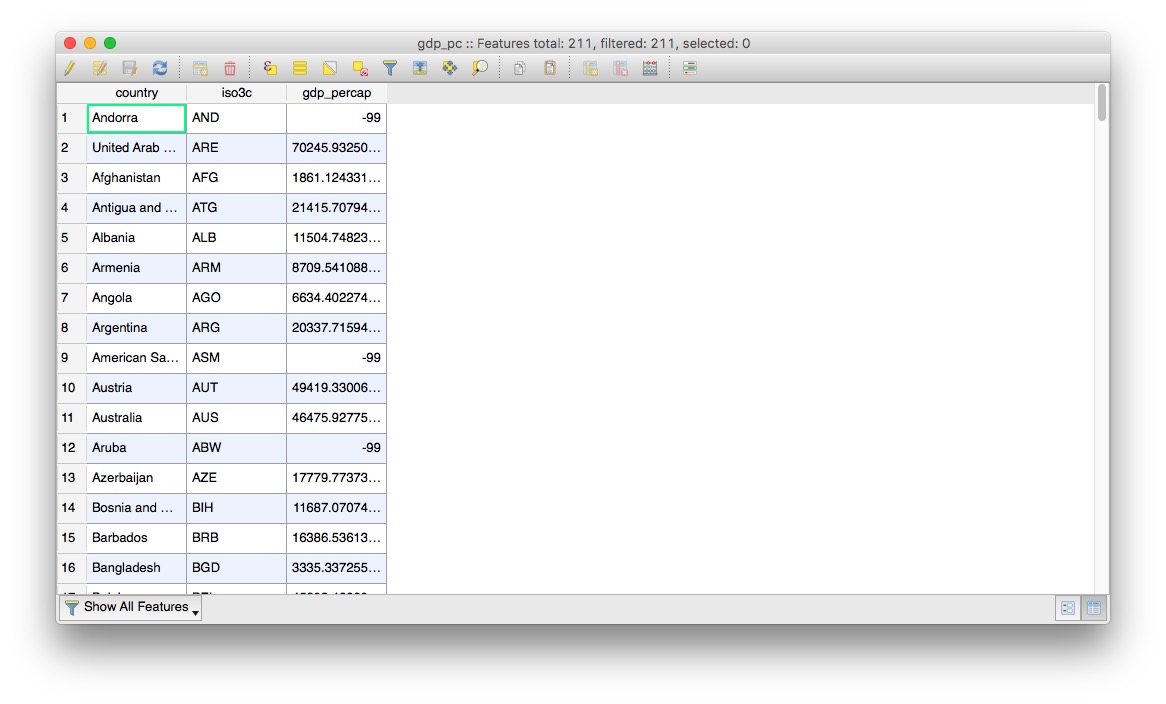 gdp_pc :: Features total: 211, filtered: 211, selected: 0
country iso3c gdp_percap
1 Andorra AND -99
2 United Arab ... ARE 70245.93250...
3 Afghanistan AFG 1861.124331...
4 Antigua and ... ATG 21415.70794...
5 Albania ALB 11504.74823...
6 Armenia ARM 8709.541088...
7 Angola AGO 6634.402274...
8 Argentina ARG 20337.71594...
9 American Sa... ASM -99
10 Austria AUT 49419.33006...
11 Australia AUS 46475.92775...
12 Aruba ABW -99
13 Azerbaijan AZE 17779.77373...
14 Bosnia and ... BIH 11687.07074...
15 Barbados BRB 16386.53613...
16 Bangladesh BGD 3335.337255...
Show All Features